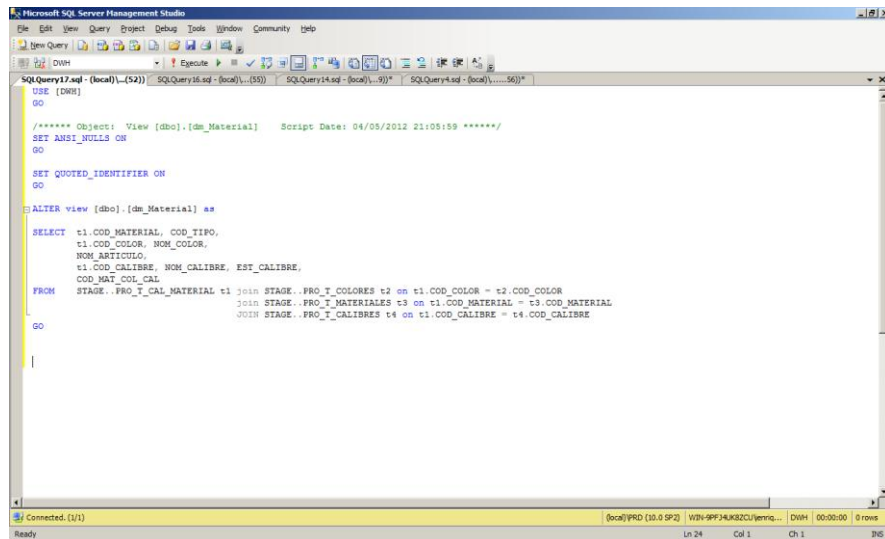 Microsoft SQL Server Management Studio
File Edit View Query Project Debug Tools Window Community Help
New Query
DWH Execute
SQLQuery17.sql - (local)\...(52)) SQLQuery16.sql - (local)\...(55)) SQLQuery14.sql - (local)\...9))* SQLQuery4.sql - (local)\......56))*
USE [DWH]
GO
/****** Object: View [dbo].[dm_Material] Script Date: 04/05/2012 21:05:59 ******/
SET ANSI_NULLS ON
GO
SET QUOTED_IDENTIFIER ON
GO
ALTER view [dbo].[dm_Material] as
SELECT t1.COD_MATERIAL, COD_TIPO,
t1.COD_COLOR, NOM_COLOR,
NOM_ARTICULO,
t1.COD_CALIBRE, NOM_CALIBRE, EST_CALIBRE,
COD_MAT_COL_CAL
FROM STAGE..PRO_T_CAL_MATERIAL t1 join STAGE..PRO_T_COLORES t2 on t1.COD_COLOR = t2.COD_COLOR
join STAGE..PRO_T_MATERIALES t3 on t1.COD_MATERIAL = t3.COD_MATERIAL
JOIN STAGE..PRO_T_CALIBRES t4 on t1.COD_CALIBRE = t4.COD_CALIBRE
GO
Connected. (1/1) (local)\PRD (10.0 SP2) DWH 00:00:00 0 rows
Ready Ln 24 Col 1 Ch 1 INS